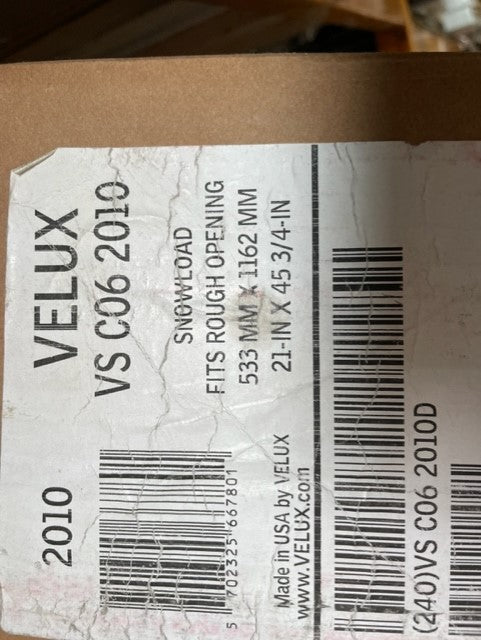 VELUX
VS C06 2010
SNOWLOAD
FITS ROUGH OPENING
533 MM X 1162 MM
21-IN X 45 3/4-IN
2010
5 702325 667801
Made in USA by VELUX
www.VELUX.com
(240)VS C06 2010D